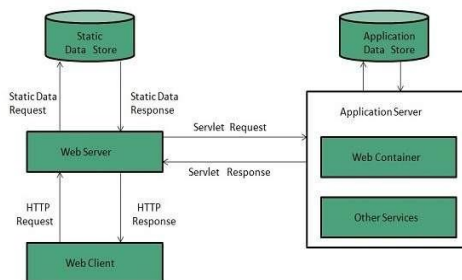 Static
Data Store
Application
Data Store
Static Data
Request
Static Data
Response
Application Server
Servlet Request
Web Server
Web Container
Servlet Response
HTTP
Request
HTTP
Response
Other Services
Web Client